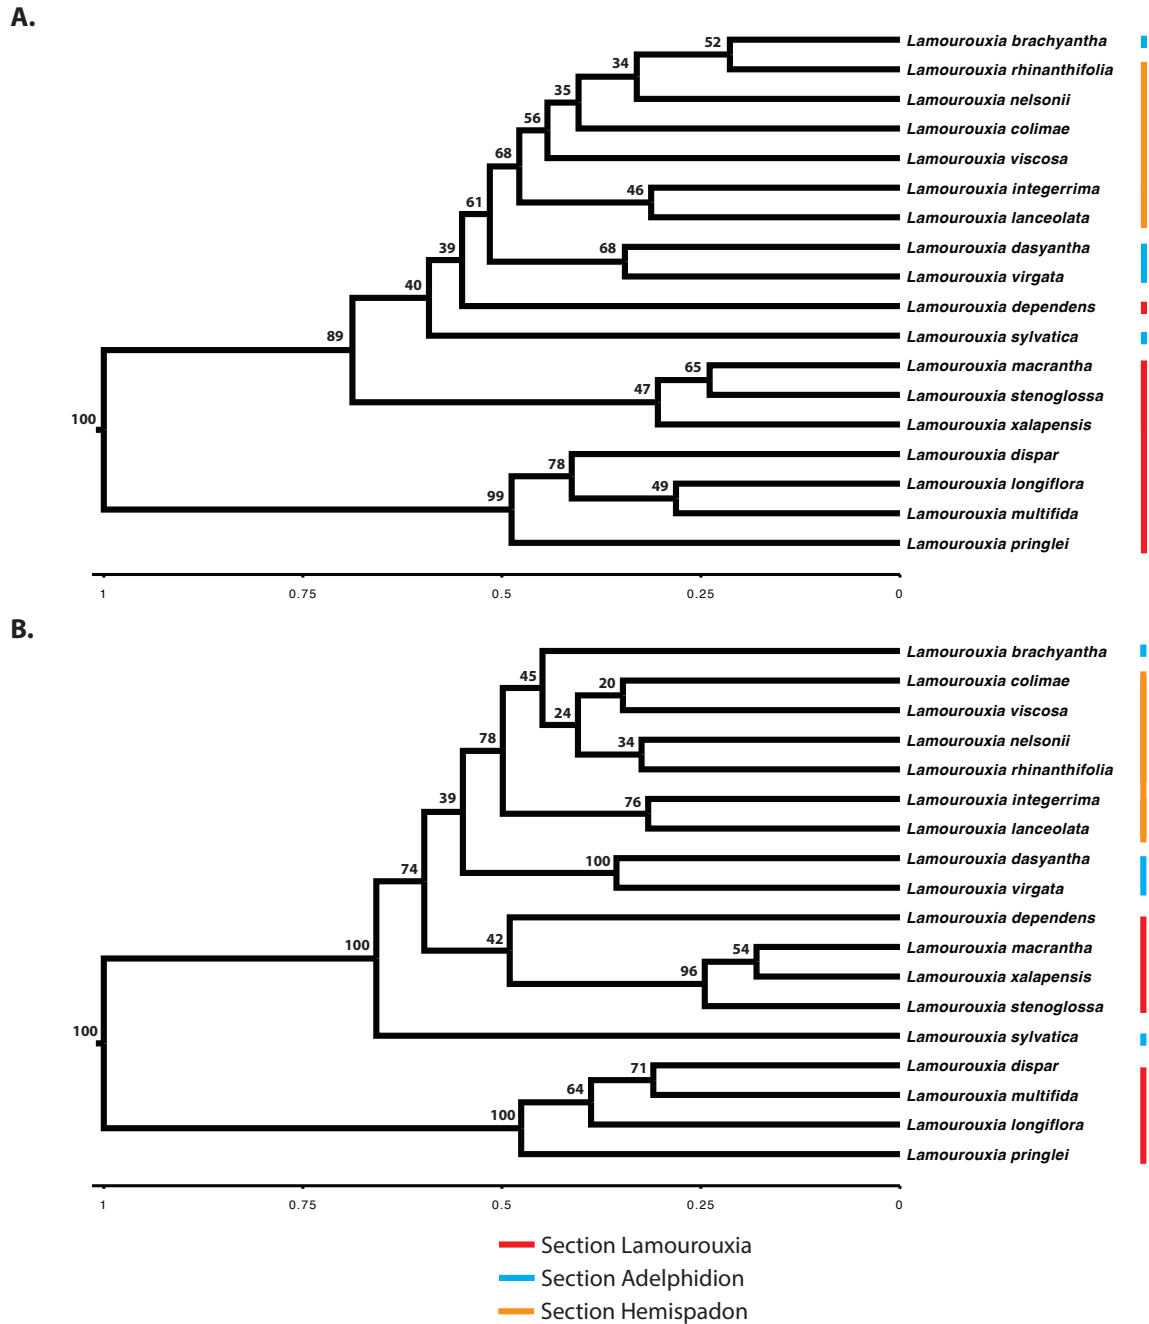 A.
52 Lamourouxia brachyantha
34 Lamourouxia rhinanthifolia
35 Lamourouxia nelsonii
56 Lamourouxia colimae
68 Lamourouxia viscosa
46 Lamourouxia integerrima
61 Lamourouxia lanceolata
39 68 Lamourouxia dasyantha
40 Lamourouxia virgata
Lamourouxia dependens
89 Lamourouxia sylvatica
65 Lamourouxia macrantha
47 Lamourouxia stenoglossa
100 Lamourouxia xalapensis
78 Lamourouxia dispar
99 49 Lamourouxia longiflora
Lamourouxia multifida
Lamourouxia pringlei
1 0.75 0.5 0.25 0
B.
Lamourouxia brachyantha
45 20 Lamourouxia colimae
24 Lamourouxia viscosa
78 34 Lamourouxia nelsonii
Lamourouxia rhinanthifolia
39 76 Lamourouxia integerrima
Lamourouxia lanceolata
74 100 Lamourouxia dasyantha
Lamourouxia virgata
Lamourouxia dependens
100 42 54 Lamourouxia macrantha
96 Lamourouxia xalapensis
Lamourouxia stenoglossa
100 Lamourouxia sylvatica
71 Lamourouxia dispar
64 Lamourouxia multifida
100 Lamourouxia longiflora
Lamourouxia pringlei
1 0.75 0.5 0.25 0
Section Lamourouxia
Section Adelphidion
Section Hemispadon